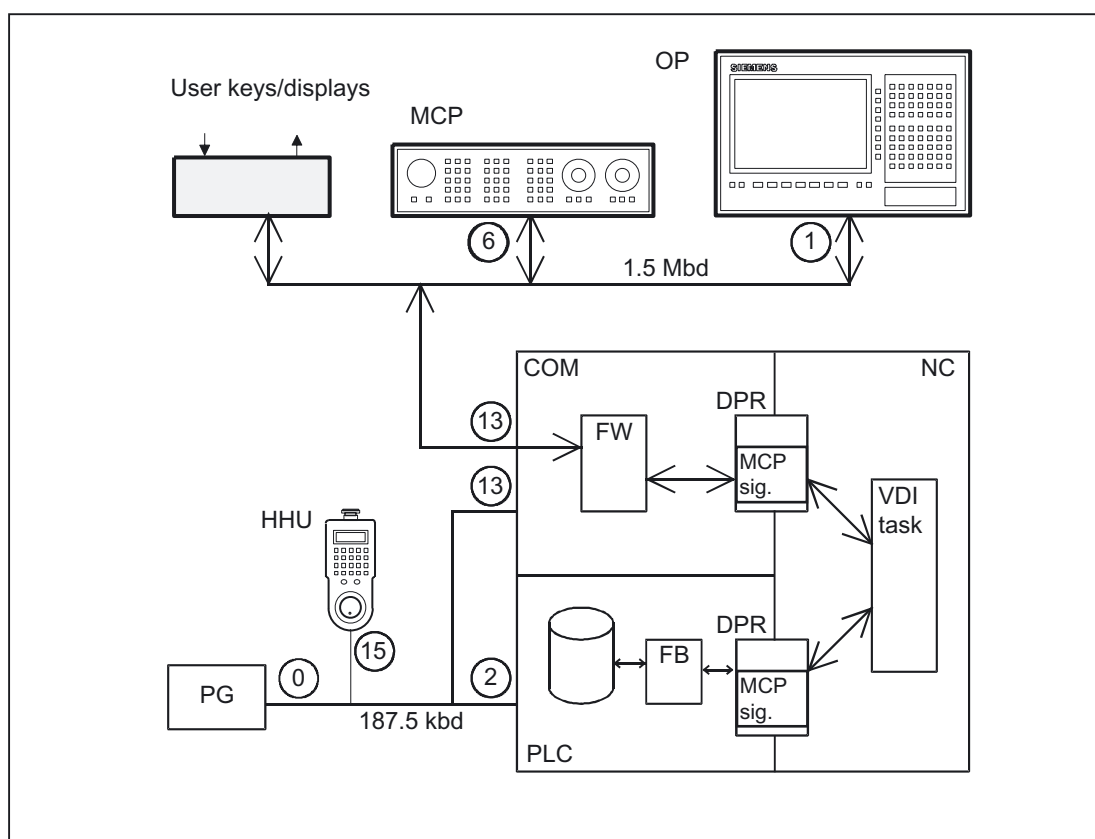 OP
SIEMENS
User keys/displays
MCP
6
1
1.5 Mbd
COM
NC
DPR
13
FW
MCP
sig.
13
VDI
task
HHU
DPR
15
FB
0
2
PG
MCP
sig.
187.5 kbd
PLC